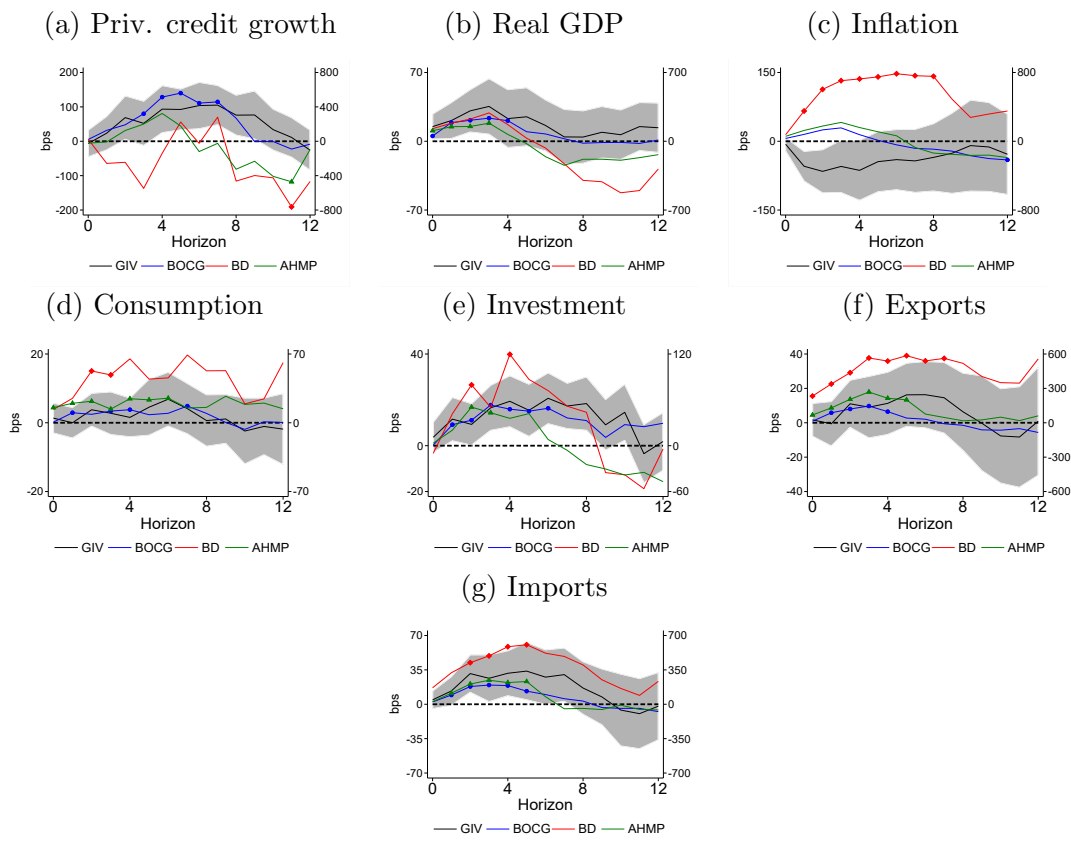 (a) Priv. credit growth
200
100
0
-100
-200
bps
800
400
0
-400
-800
0 4 8 12
Horizon
GIV BOCG BD AHMP
(b) Real GDP
70
0
-70
bps
700
0
-700
0 4 8 12
Horizon
GIV BOCG BD AHMP
(c) Inflation
150
0
-150
bps
800
0
-800
0 4 8 12
Horizon
GIV BOCG BD AHMP
(d) Consumption
20
0
-20
bps
70
0
-70
0 4 8 12
Horizon
GIV BOCG BD AHMP
(e) Investment
40
20
0
-20
bps
120
0
-60
0 4 8 12
Horizon
GIV BOCG BD AHMP
(f) Exports
40
20
0
-20
-40
bps
600
300
0
-300
-600
0 4 8 12
Horizon
GIV BOCG BD AHMP
(g) Imports
70
35
0
-35
-70
bps
700
350
0
-350
-700
0 4 8 12
Horizon
GIV BOCG BD AHMP